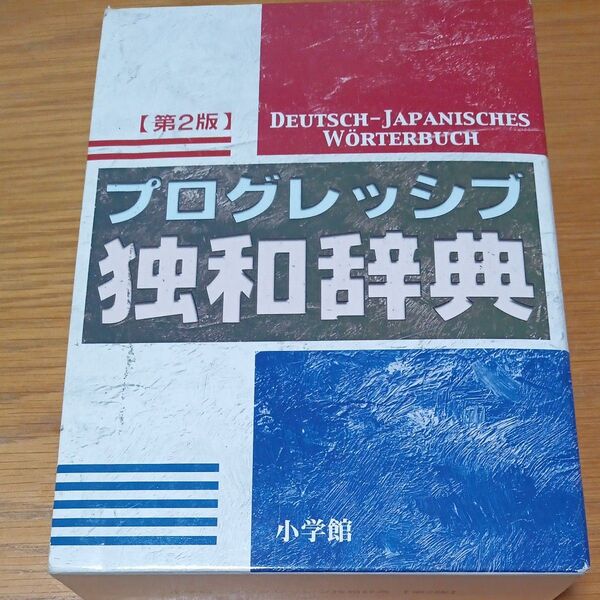 【第2版】
DEUTSCH-JAPANISCHES
WÖRTERBUCH
プログレッシブ
独和辞典
小学館